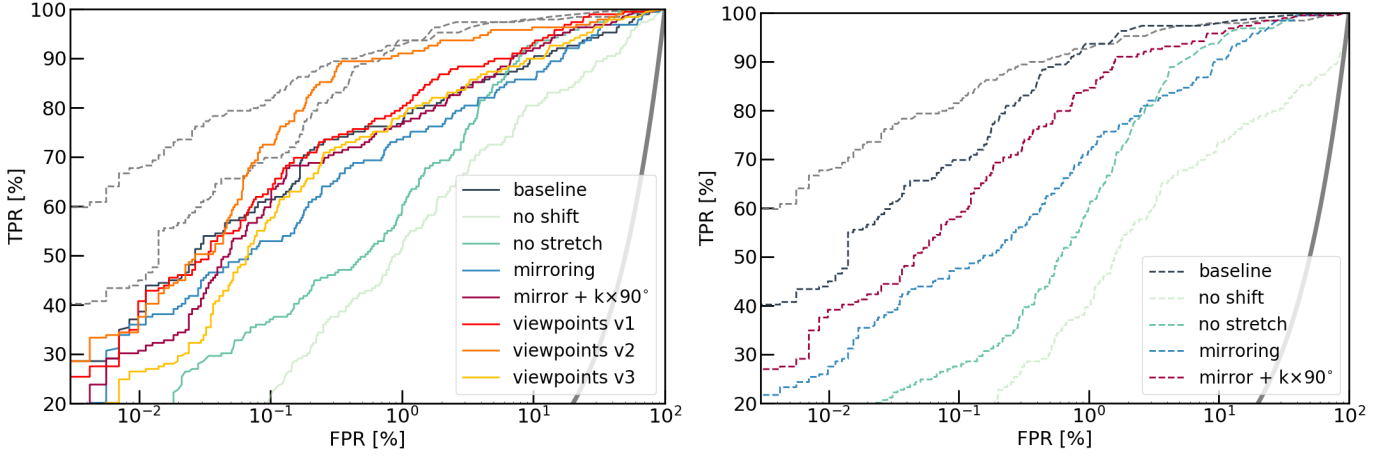 100
90
80
70
60
50
40
30
20
TPR [%]
10⁻²
10⁻¹
10⁰
10¹
10²
FPR [%]
baseline
no shift
no stretch
mirroring
mirror + k×90°
viewpoints v1
viewpoints v2
viewpoints v3
100
90
80
70
60
50
40
30
20
TPR [%]
10⁻²
10⁻¹
10⁰
10¹
10²
FPR [%]
baseline
no shift
no stretch
mirroring
mirror + k×90°